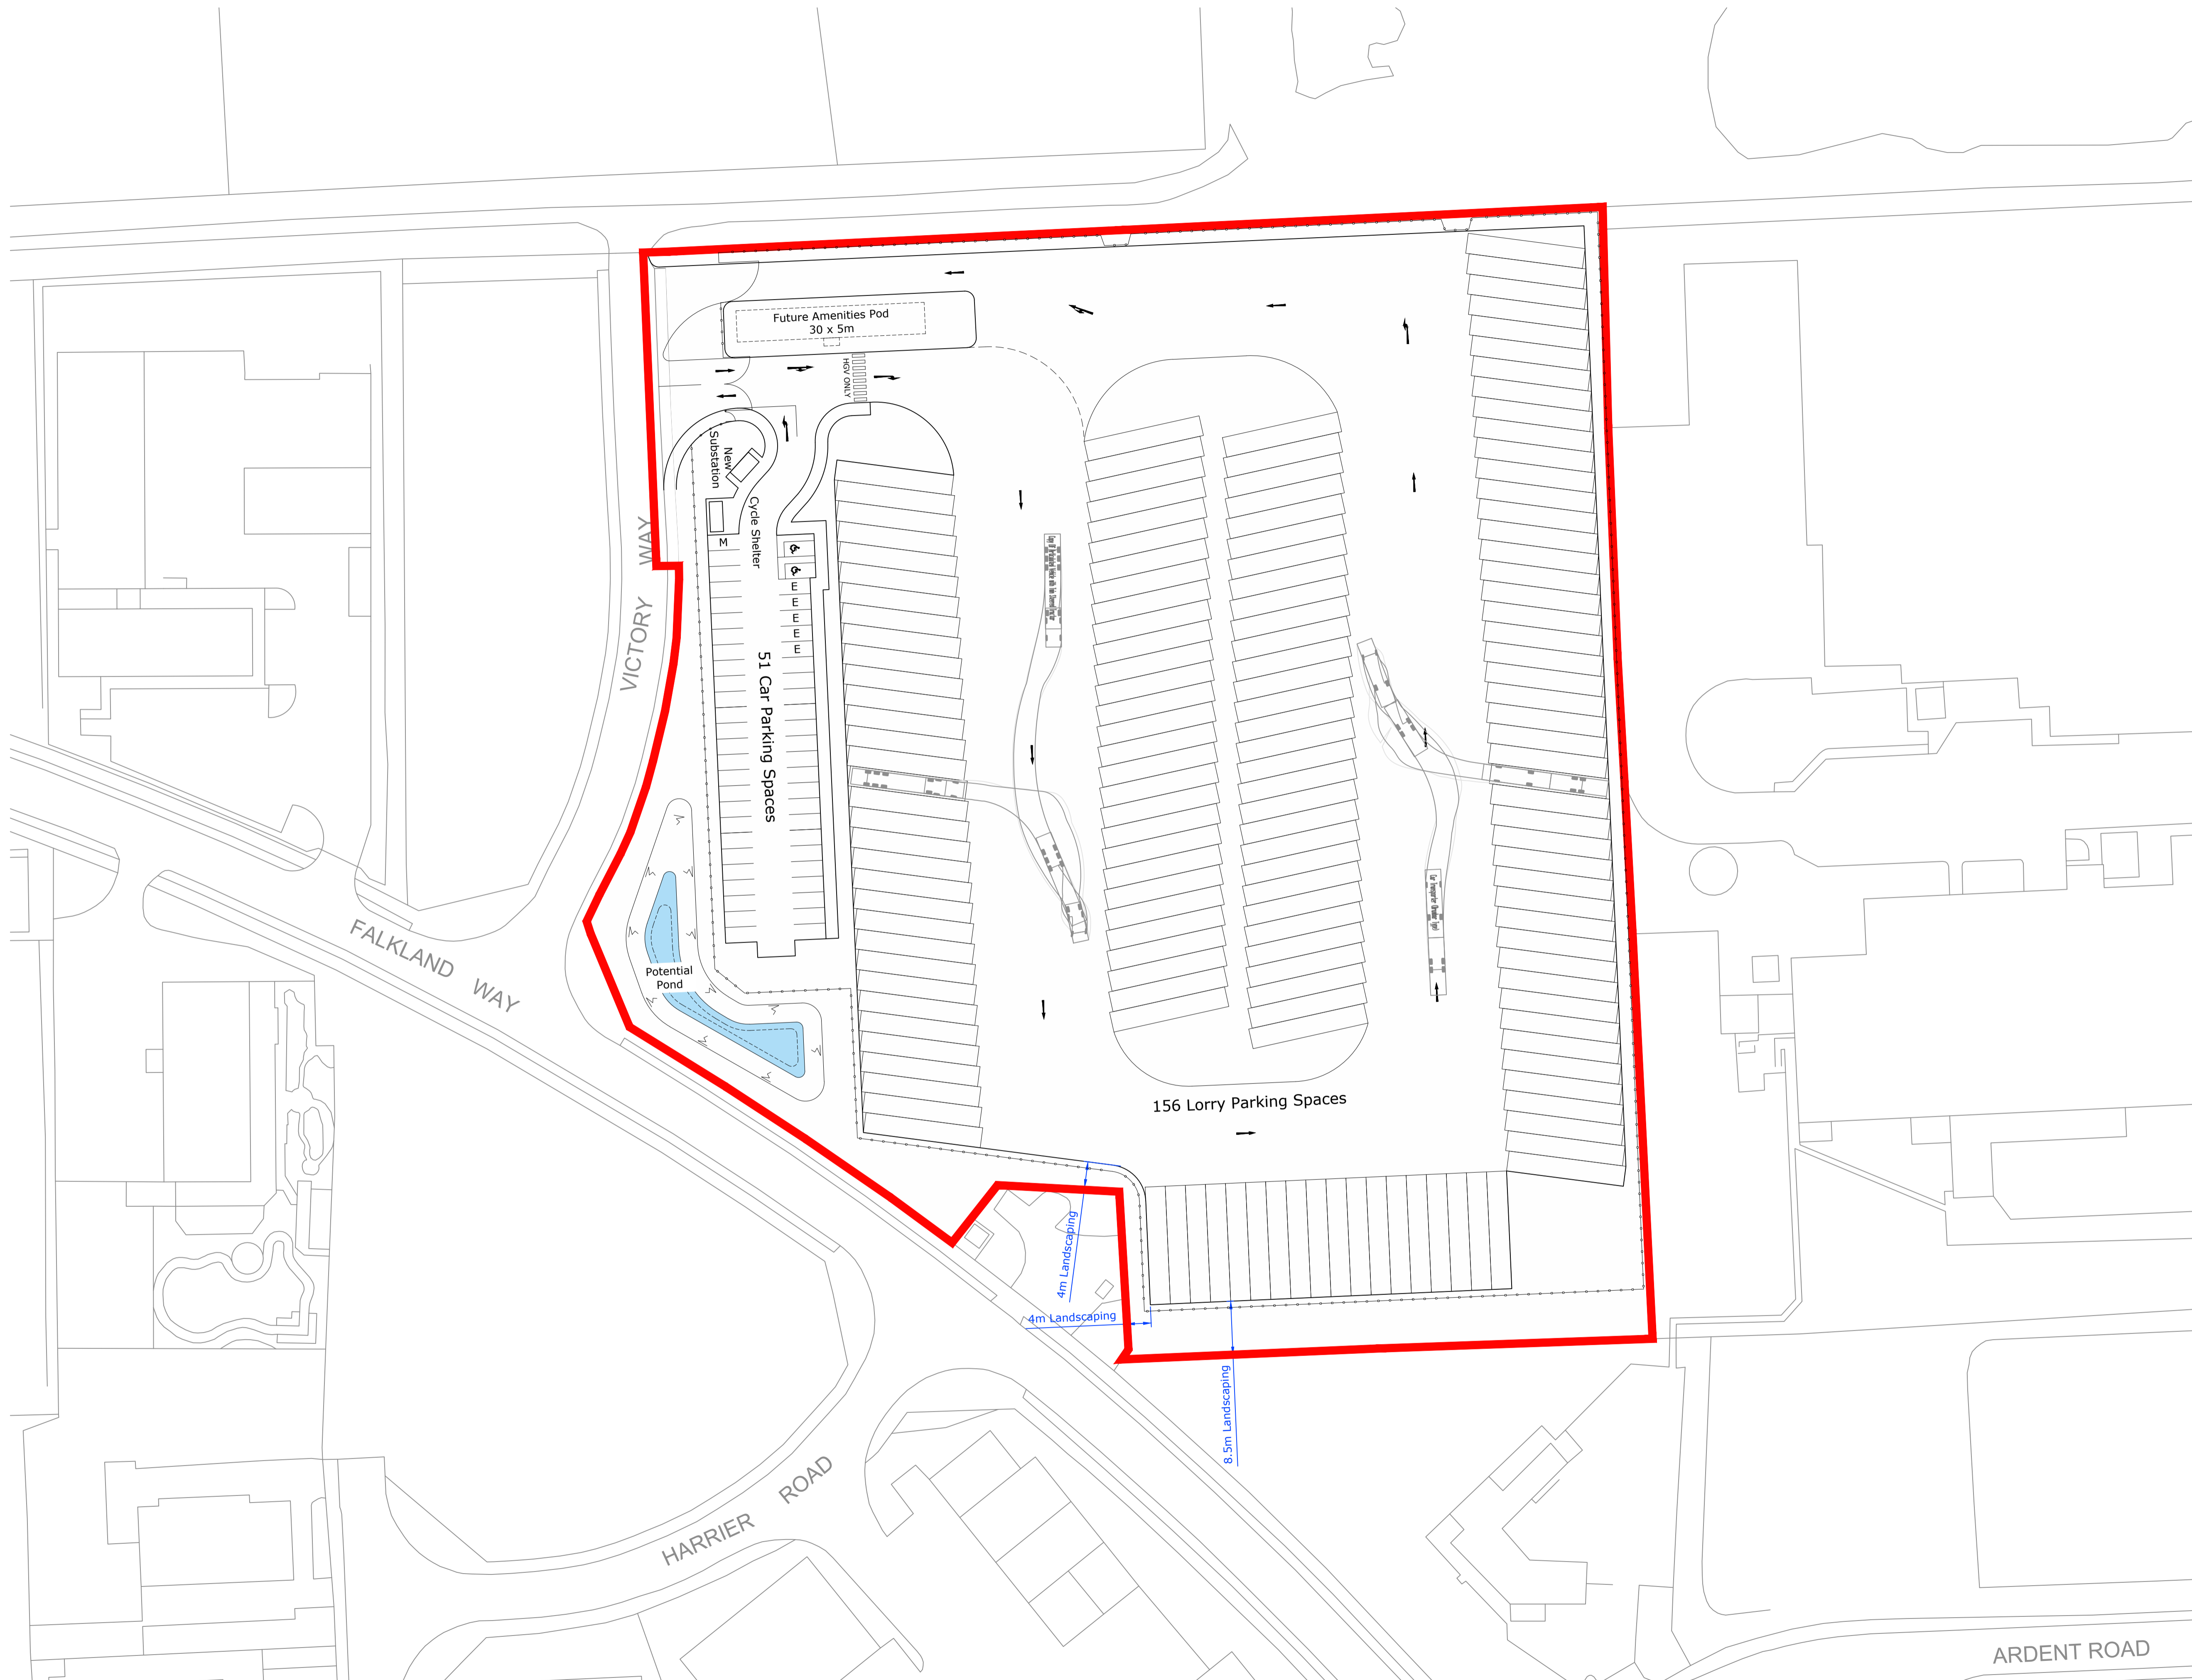 Future Amenities Pod
30 x 5m
HGV ONLY
New
Substation
Cycle Shelter
M
E
E
E
E
E
51 Car Parking Spaces
VICTORY WAY
FALKLAND WAY
Potential
Pond
156 Lorry Parking Spaces
4m Landscaping
4m Landscaping
8.5m Landscaping
HARRIER ROAD
ARDENT ROAD